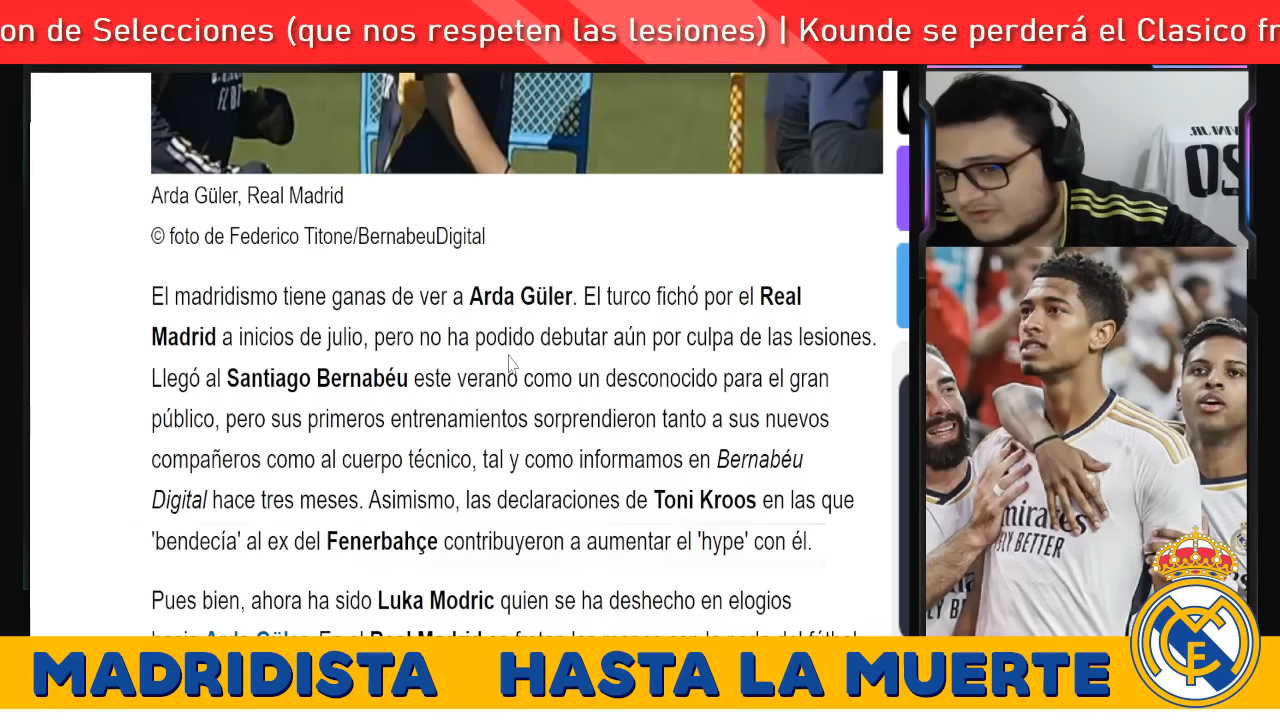 on de Selecciones (que nos respeten las lesiones) | Kounde se perderá el Clasico fr
FLY BETTER
Arda Güler, Real Madrid
© foto de Federico Titone/BernabeuDigital
El madridismo tiene ganas de ver a Arda Güler. El turco fichó por el Real
Madrid a inicios de julio, pero no ha podido debutar aún por culpa de las lesiones.
Llegó al Santiago Bernabéu este verano como un desconocido para el gran
público, pero sus primeros entrenamientos sorprendieron tanto a sus nuevos
compañeros como al cuerpo técnico, tal y como informamos en Bernabéu
Digital hace tres meses. Asimismo, las declaraciones de Toni Kroos en las que
'bendecía' al ex del Fenerbahçe contribuyeron a aumentar el 'hype' con él.
Pues bien, ahora ha sido Luka Modric quien se ha deshecho en elogios
MADRIDISTA HASTA LA MUERTE